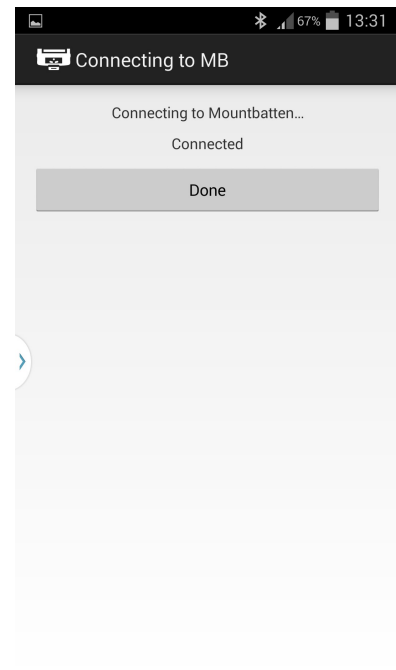 67% 13:31
Connecting to MB
Connecting to Mountbatten...
Connected
Done